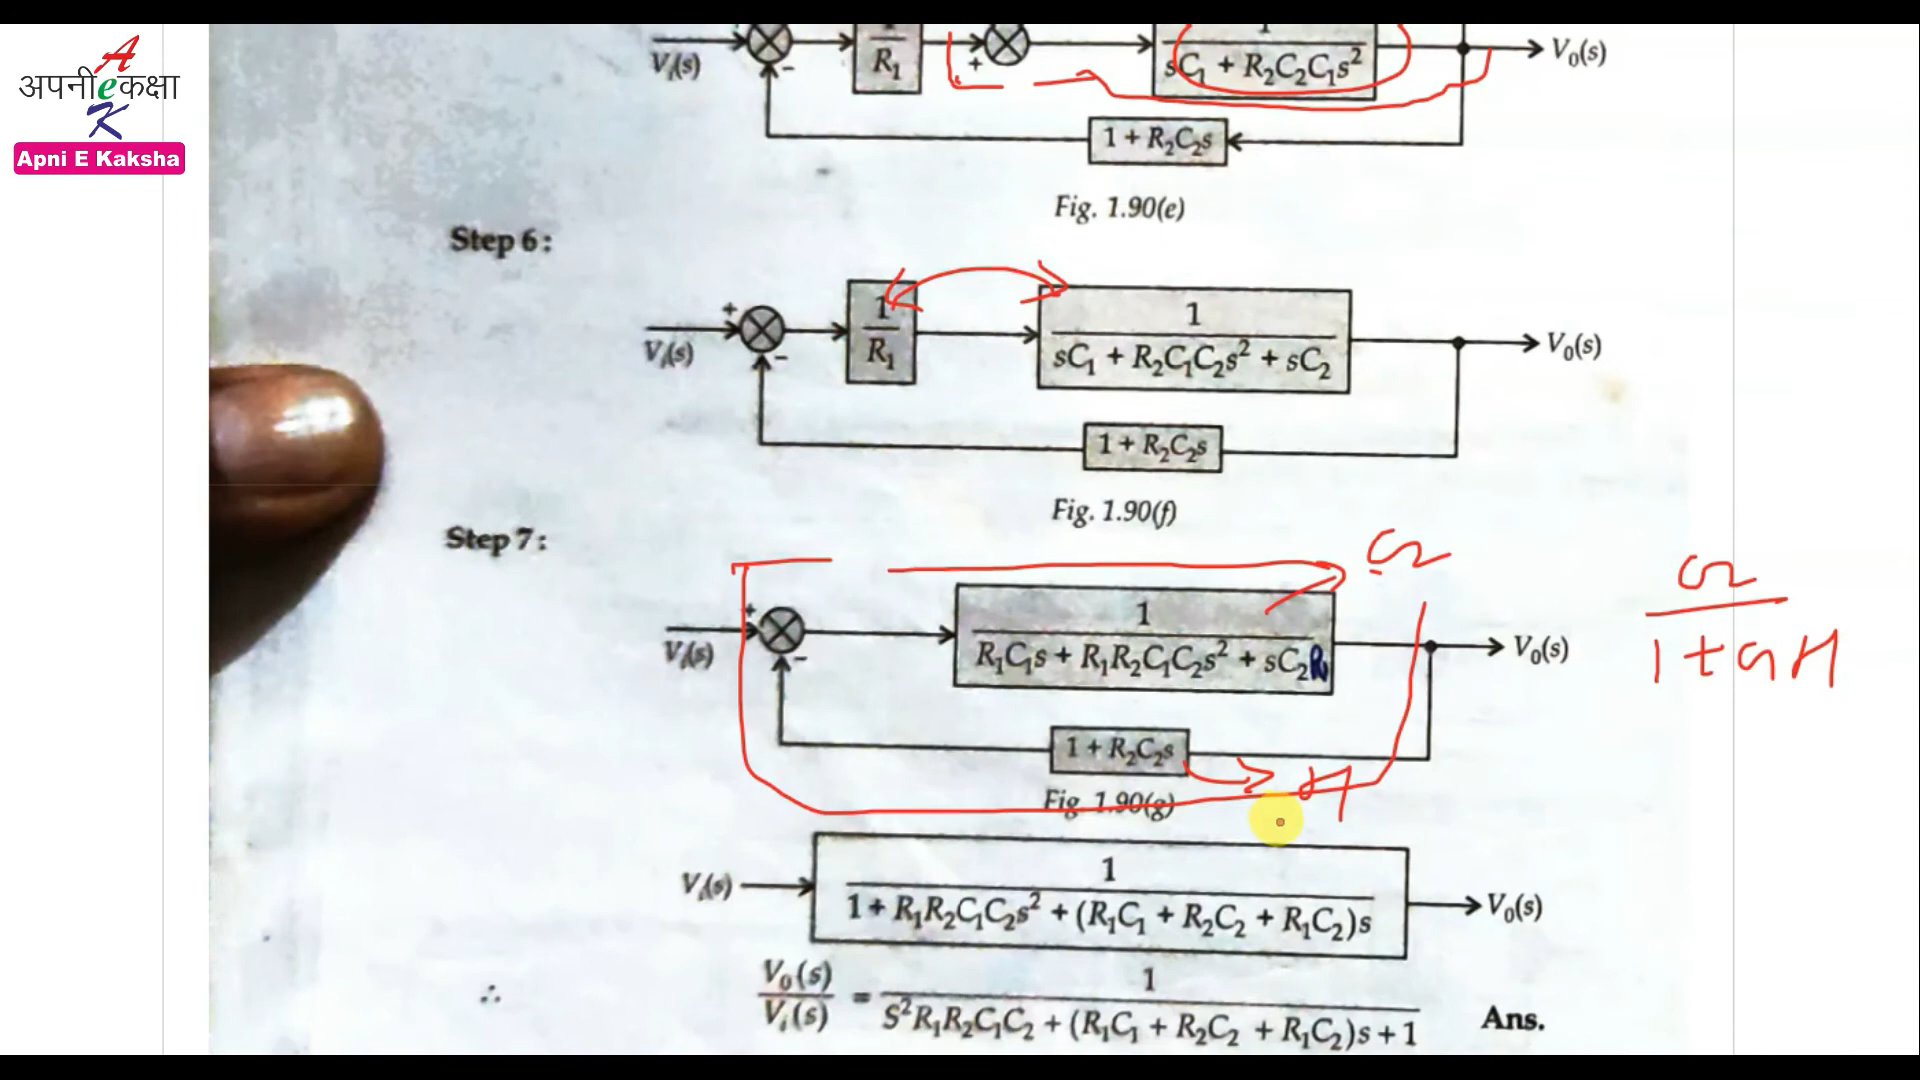 A
अपनी e कक्षा
K
Apni E Kaksha
Vi(s)
-
R1
+
sC1 + R2C2C1s²
V0(s)
1 + R2C2s
Fig. 1.90(e)
Step 6:
+
Vi(s)
-
1
R1
1
sC1 + R2C1C2s² + sC2
V0(s)
1 + R2C2s
Fig. 1.90(f)
Step 7:
G
+
Vi(s)
-
1
R1C1s + R1R2C1C2s² + sC2R1
V0(s)
G
1 + GH
1 + R2C2s
H
Fig. 1.90(g)
Vi(s)
1
1 + R1R2C1C2s² + (R1C1 + R2C2 + R1C2)s
V0(s)
∴ V0(s)
Vi(s)
=
1
S²R1R2C1C2 + (R1C1 + R2C2 + R1C2)s + 1
Ans.